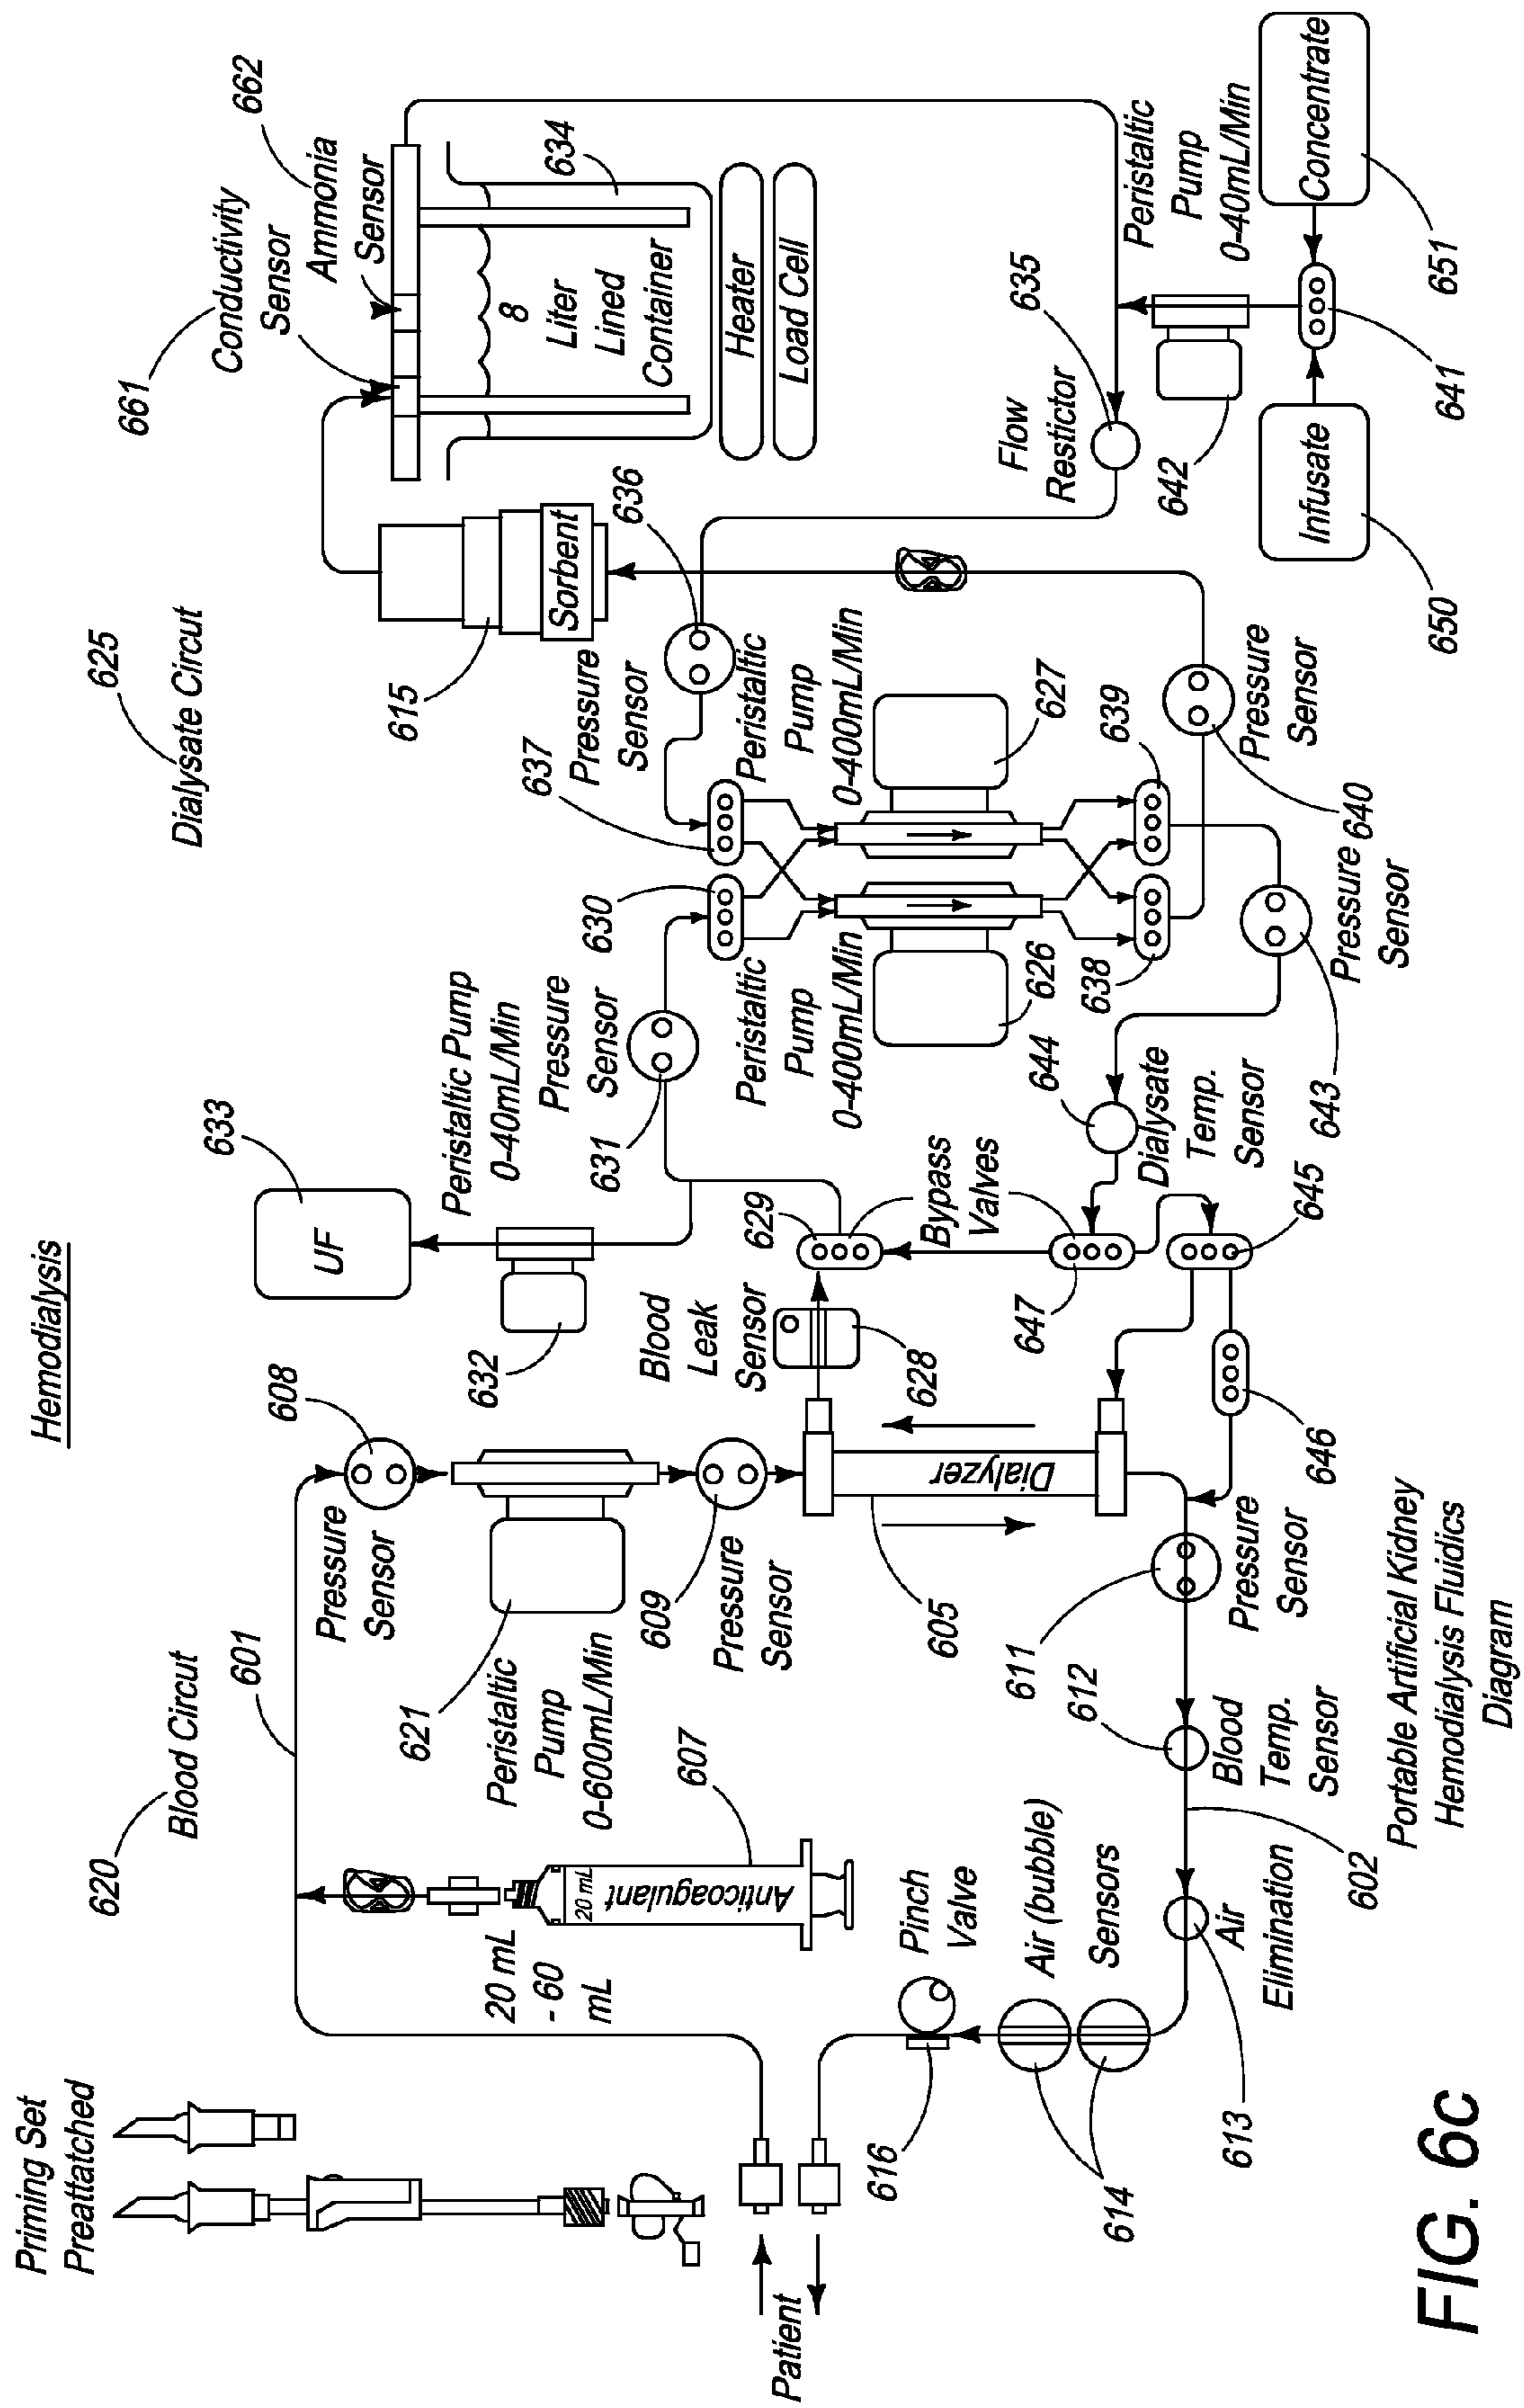 Hemodialysis
Priming Set
Preattatched
620
Blood Circut
601
608
Pressure
Sensor
621
Peristaltic
Pump
0-600mL/Min
609
Pressure
Sensor
607
20 mL
- 60
mL
20 mL
Anticoagulant
Patient
616
Pinch
Valve
Air (bubble)
Sensors
614
613
Air
Elimination
602
612
Blood
Temp.
Sensor
611
Pressure
Sensor
605
Dialyzer
646
645
647
Bypass
Valves
629
Blood
Leak
Sensor
628
633
UF
632
Peristaltic Pump
0-40mL/Min
631
Pressure
Sensor
630
637
625
Dialysate Circut
615
Sorbent
636
Pressure
Sensor
Peristaltic
Pump
0-400mL/Min
627
Peristaltic
Pump
0-400mL/Min
626
638
639
640
Pressure
Sensor
643
Pressure
Sensor
644
Dialysate
Temp.
Sensor
661
Conductivity
Sensor
662
Ammonia
Sensor
634
8
Liter
Lined
Container
Heater
Load Cell
635
Flow
Restictor
642
Peristaltic
Pump
0-40mL/Min
641
Infusate
650
Concentrate
651
Portable Artificial Kidney
Hemodialysis Fluidics
Diagram
FIG. 6c